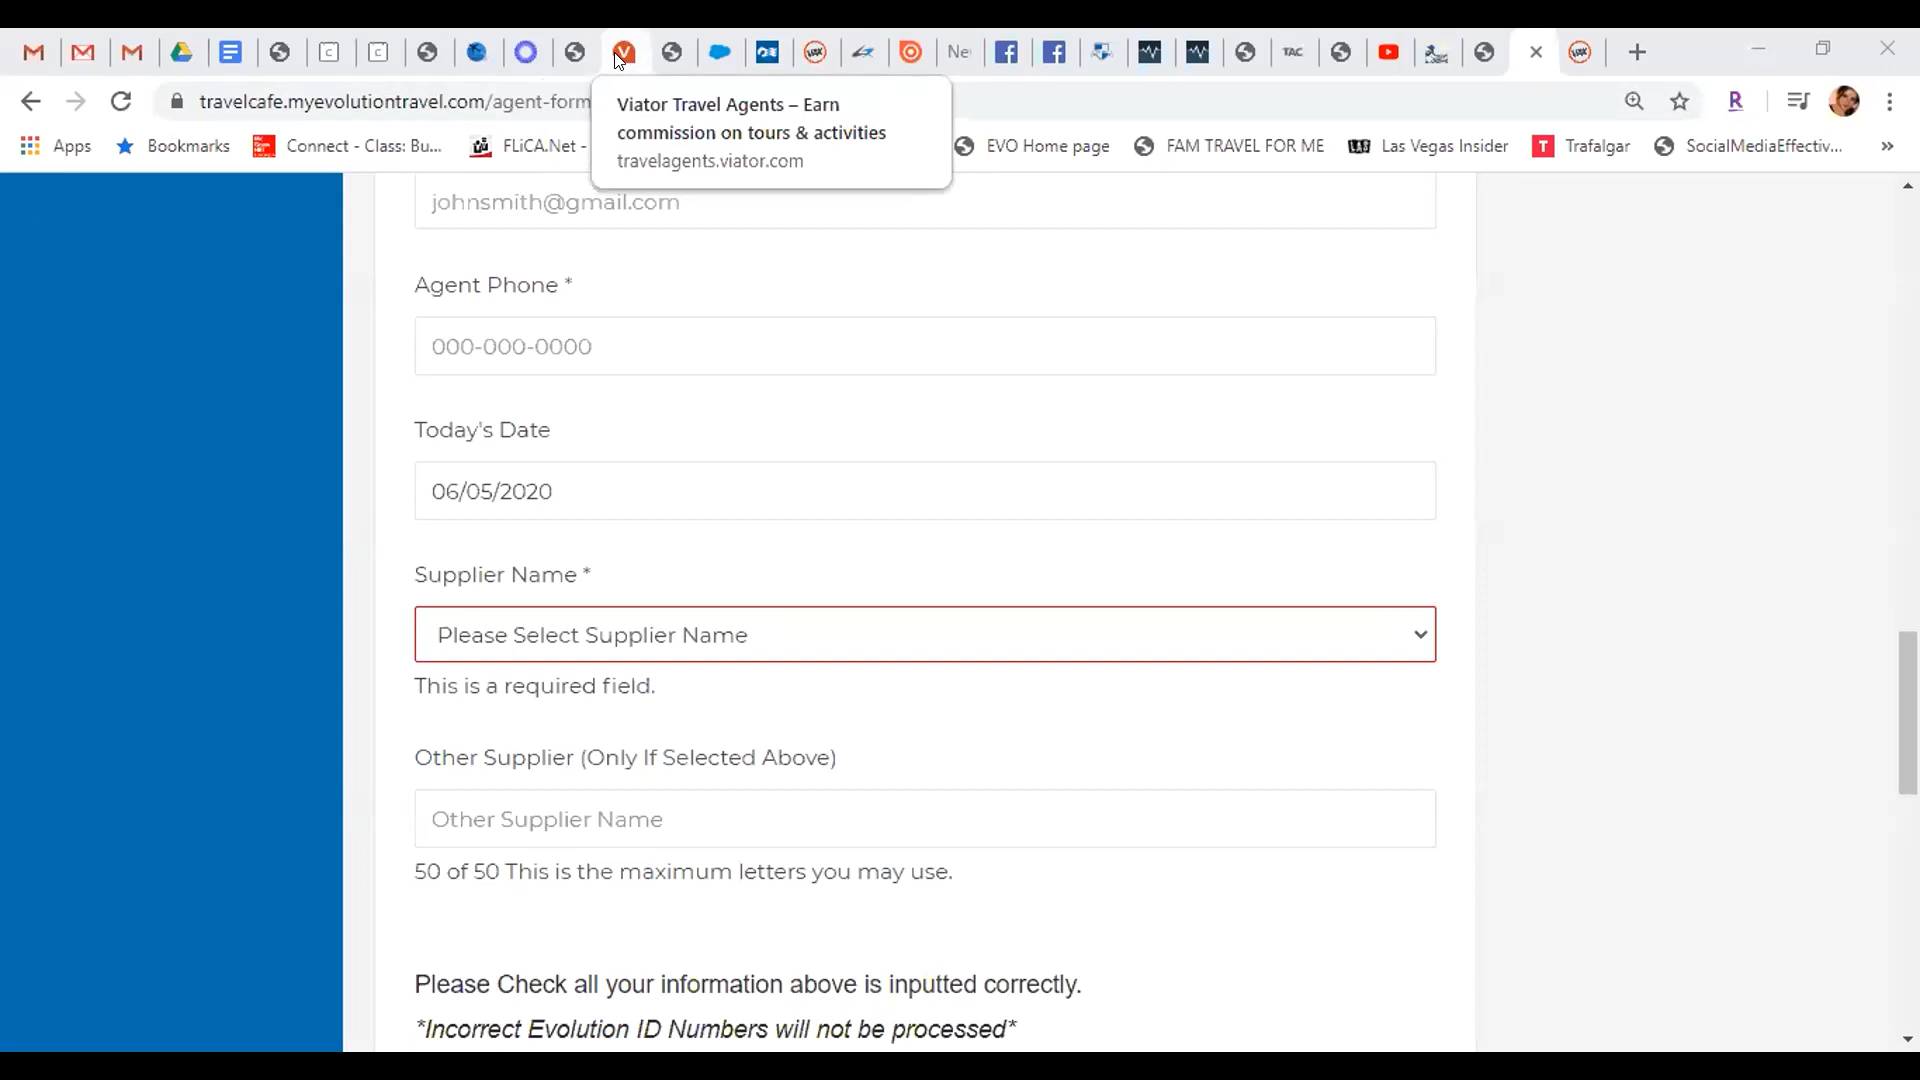 Ne
TAC
travelcafe.myevolutiontravel.com/agent-form
Viator Travel Agents – Earn
commission on tours & activities
travelagents.viator.com
Apps
Bookmarks
Connect - Class: Bu...
FLiCA.Net -
EVO Home page
FAM TRAVEL FOR ME
Las Vegas Insider
Trafalgar
SocialMediaEffectiv...
»
johnsmith@gmail.com
Agent Phone *
000-000-0000
Today's Date
06/05/2020
Supplier Name *
Please Select Supplier Name
This is a required field.
Other Supplier (Only If Selected Above)
Other Supplier Name
50 of 50 This is the maximum letters you may use.
Please Check all your information above is inputted correctly.
*Incorrect Evolution ID Numbers will not be processed*